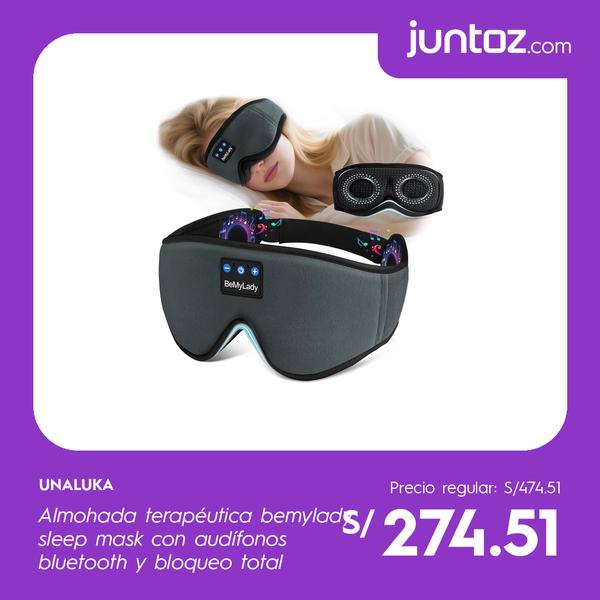 juntoz.com
BeMyLady
BeMyLady
UNALUKA
Precio regular: S/474.51
Almohada terapéutica bemylady
sleep mask con audífonos
bluetooth y bloqueo total
S/ 274.51